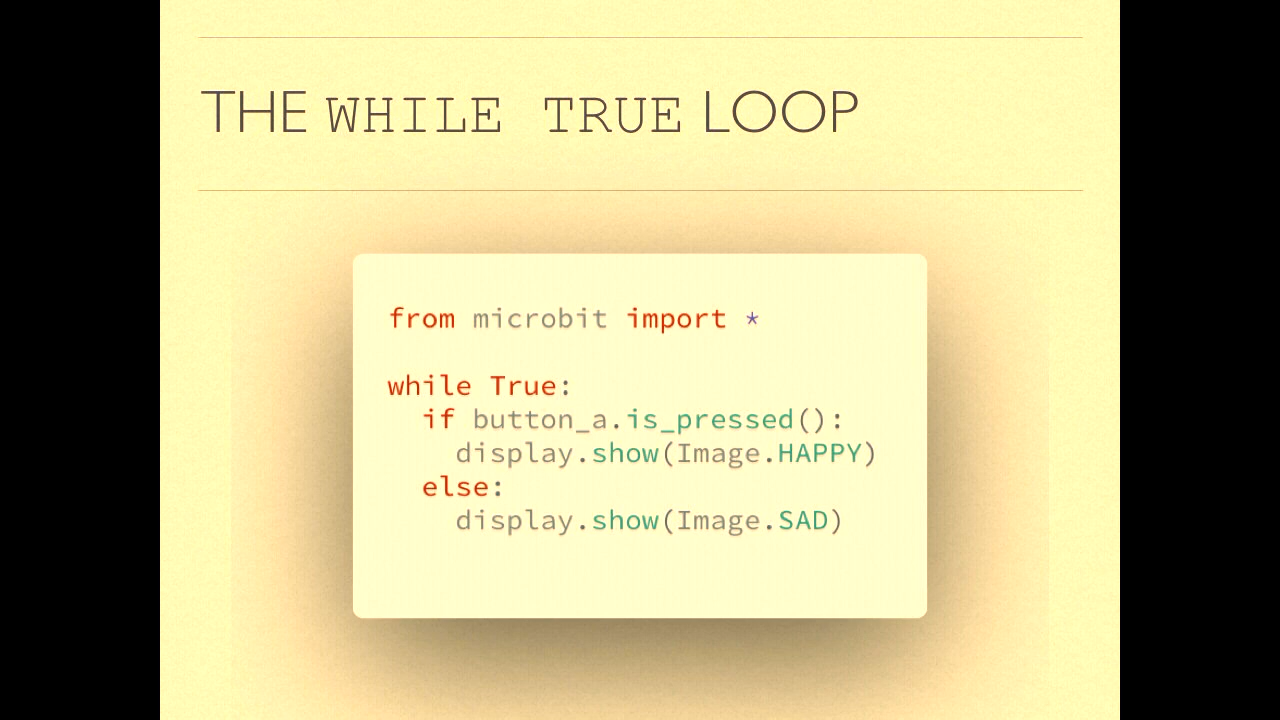 THE WHILE TRUE LOOP
from microbit import *
while True:
  if button_a.is_pressed():
    display.show(Image.HAPPY)
  else:
    display.show(Image.SAD)